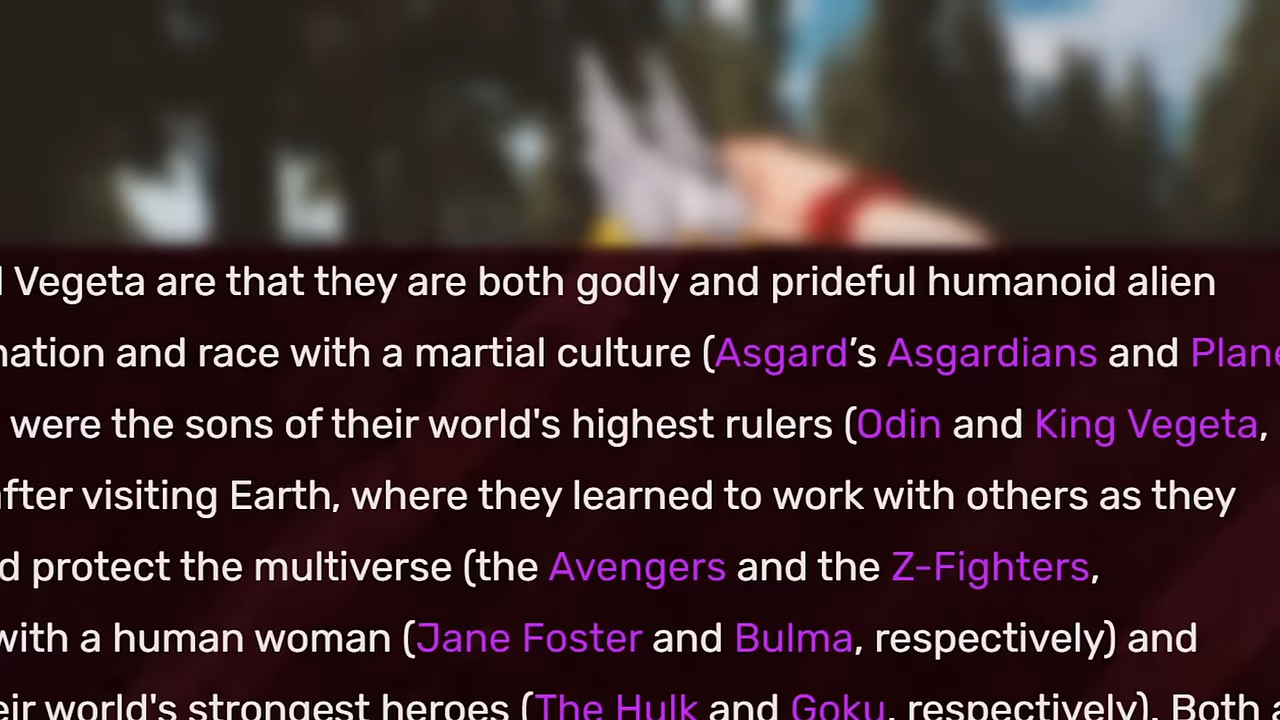 Vegeta are that they are both godly and prideful humanoid alien
nation and race with a martial culture (Asgard’s Asgardians and
were the sons of their world's highest rulers (Odin and King Vegeta,
after visiting Earth, where they learned to work with others as they
protect the multiverse (the Avengers and the Z-Fighters,
with a human woman (Jane Foster and Bulma, respectively) and
world's strongest heroes (The Hulk and Goku, respectively). Both